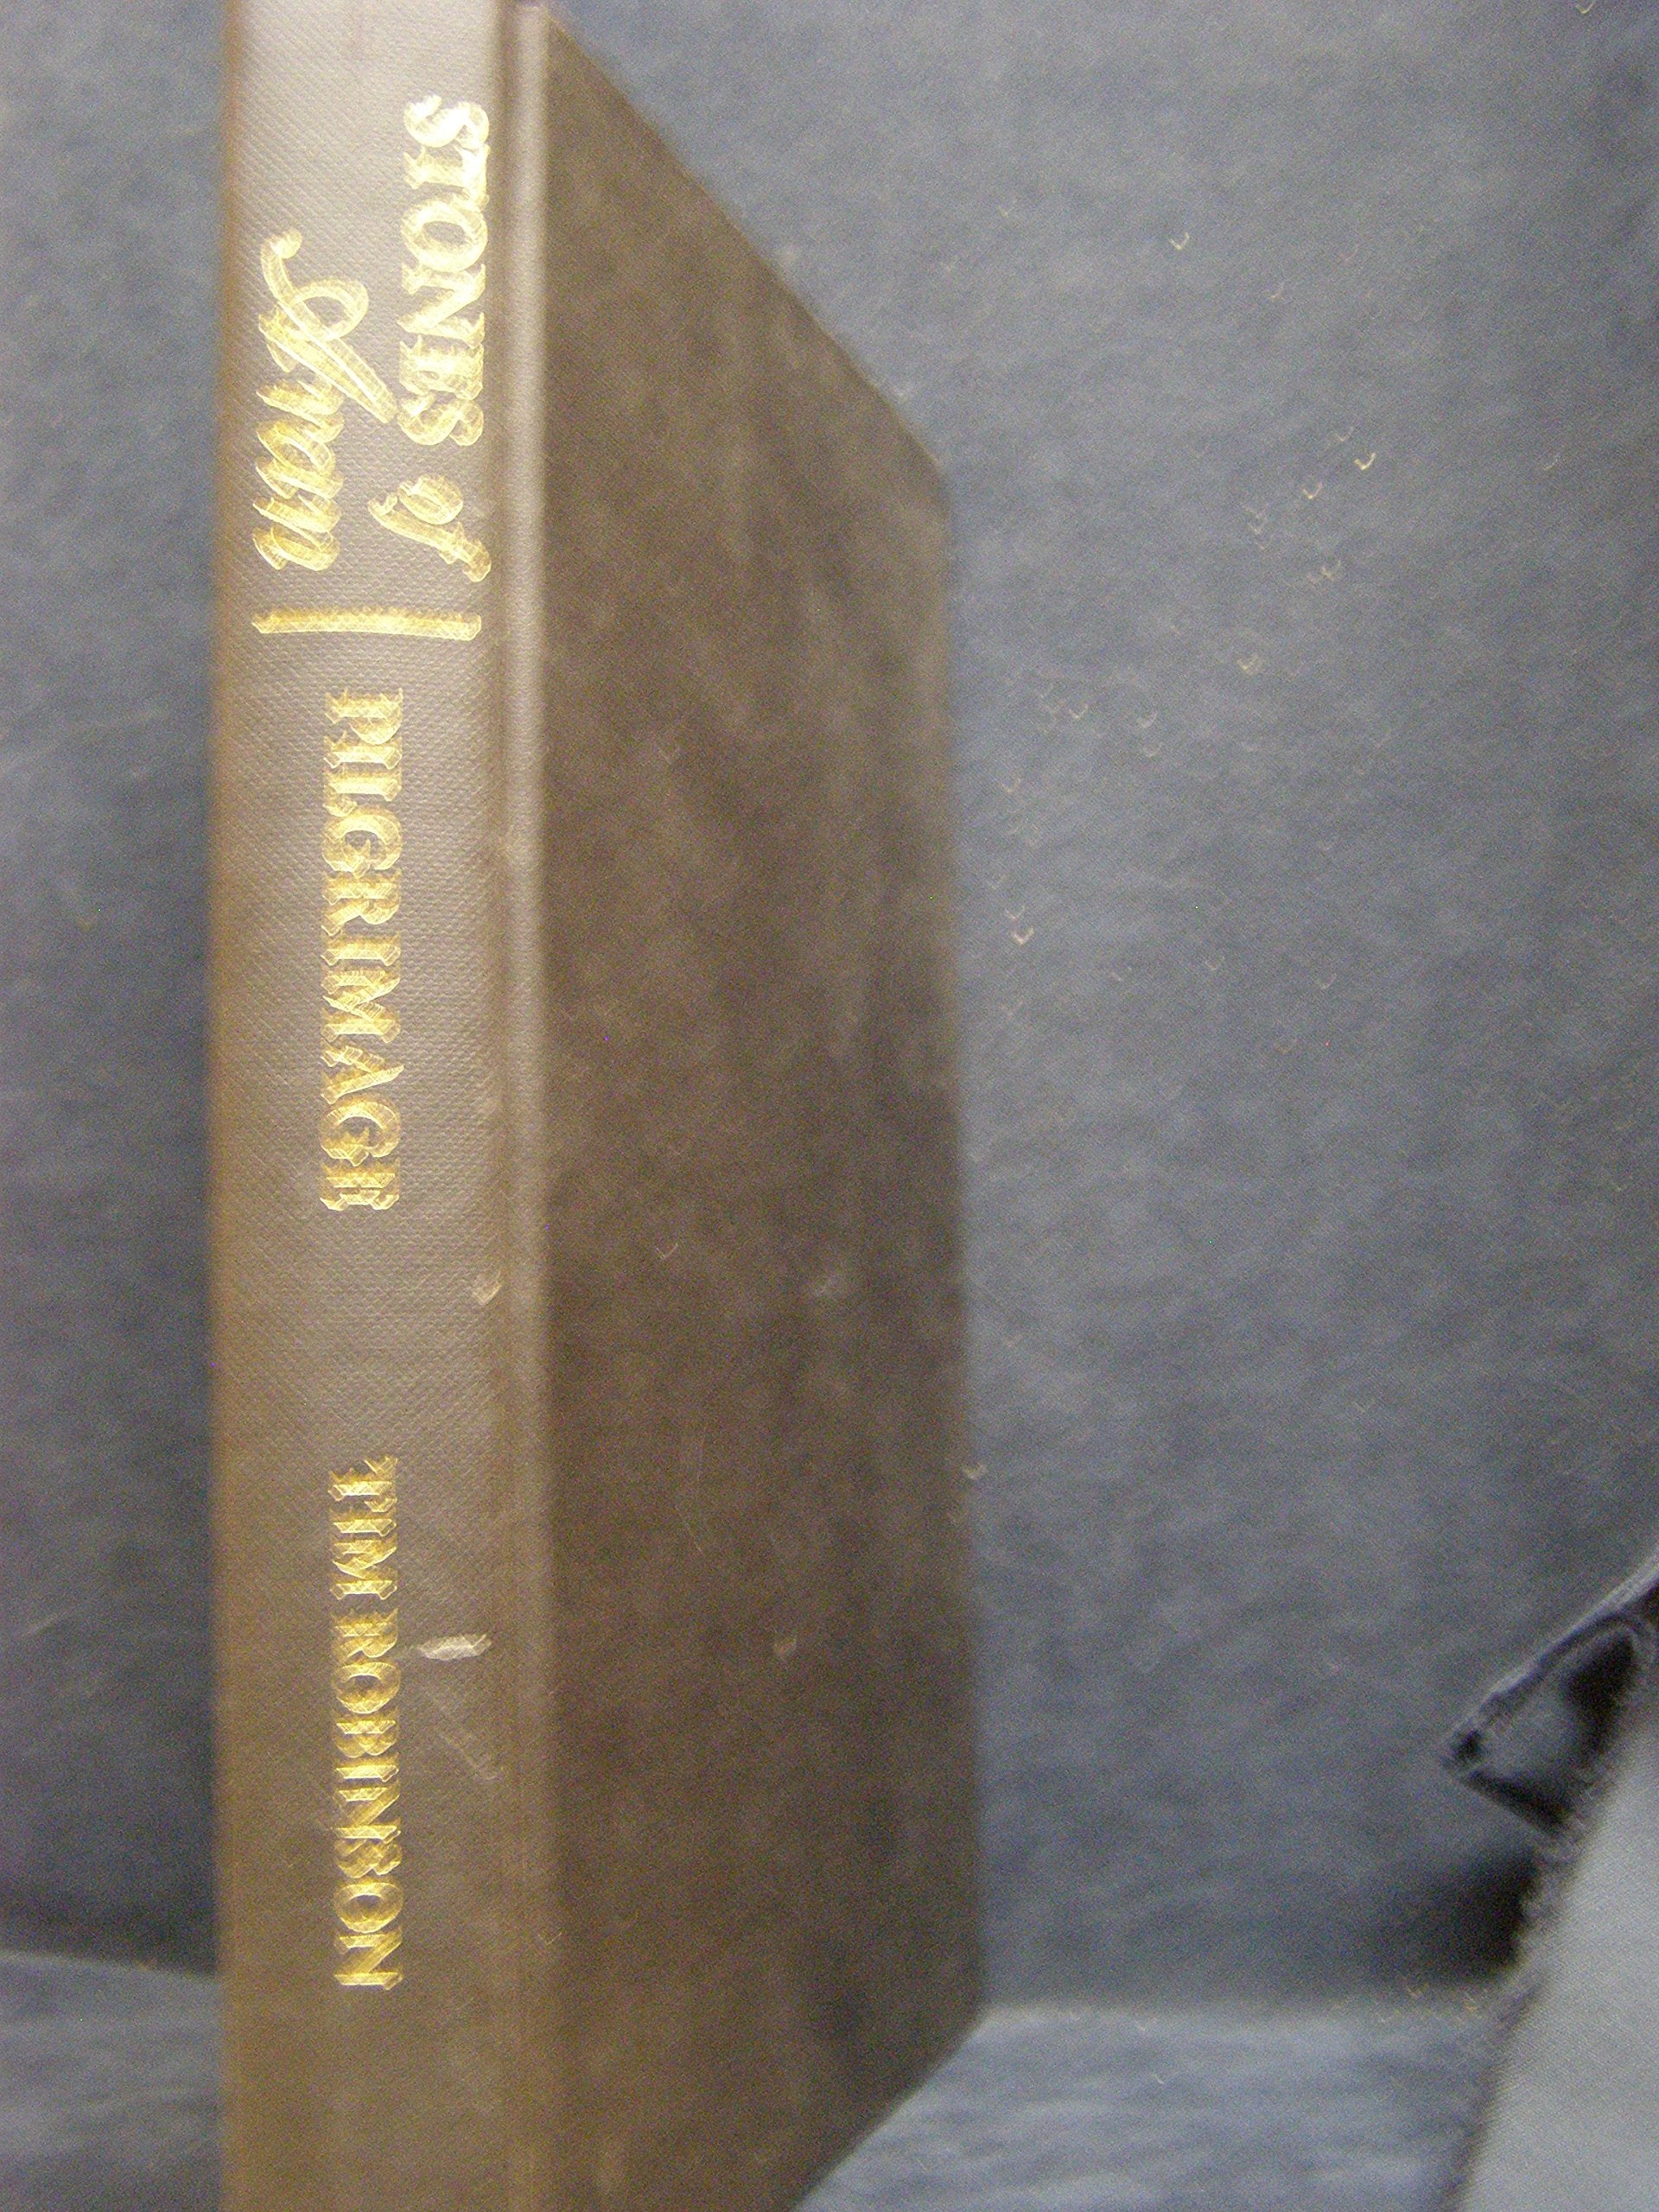 STONES of
Aran
PILGRIMAGE
TIM ROBINSON